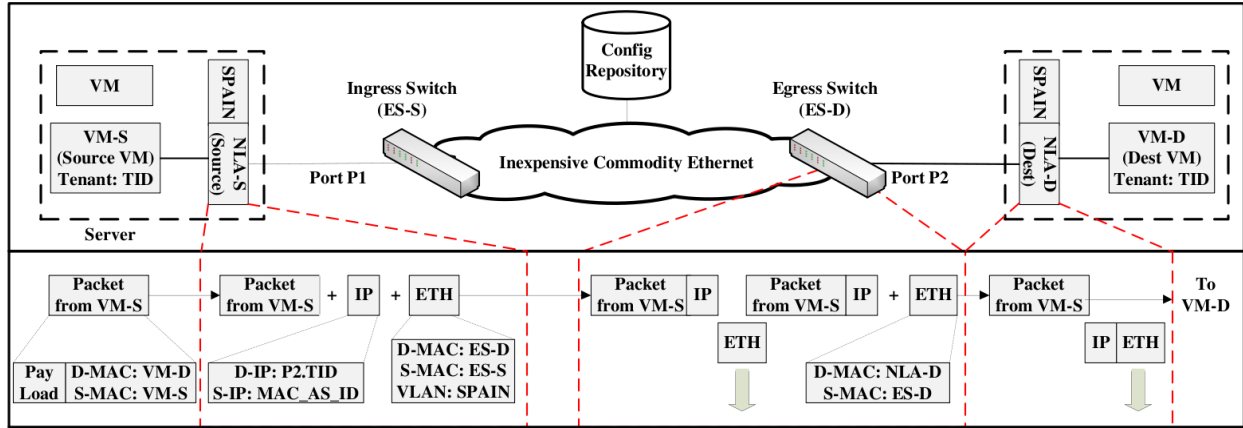 Config
Repository
Ingress Switch
(ES-S)
Egress Switch
(ES-D)
VM
SPAIN
NLA-S
(Source)
VM-S
(Source VM)
Tenant: TID
Server
Port P1
Inexpensive Commodity Ethernet
Port P2
SPAIN
NLA-D
(Dest)
VM
VM-D
(Dest VM)
Tenant: TID
Packet
from VM-S
Pay
Load
D-MAC: VM-D
S-MAC: VM-S
Packet
from VM-S
+
IP
+
ETH
D-IP: P2.TID
S-IP: MAC_AS_ID
D-MAC: ES-D
S-MAC: ES-S
VLAN: SPAIN
Packet
from VM-S
IP
ETH
Packet
from VM-S
IP
+
ETH
D-MAC: NLA-D
S-MAC: ES-D
Packet
from VM-S
IP
ETH
To
VM-D